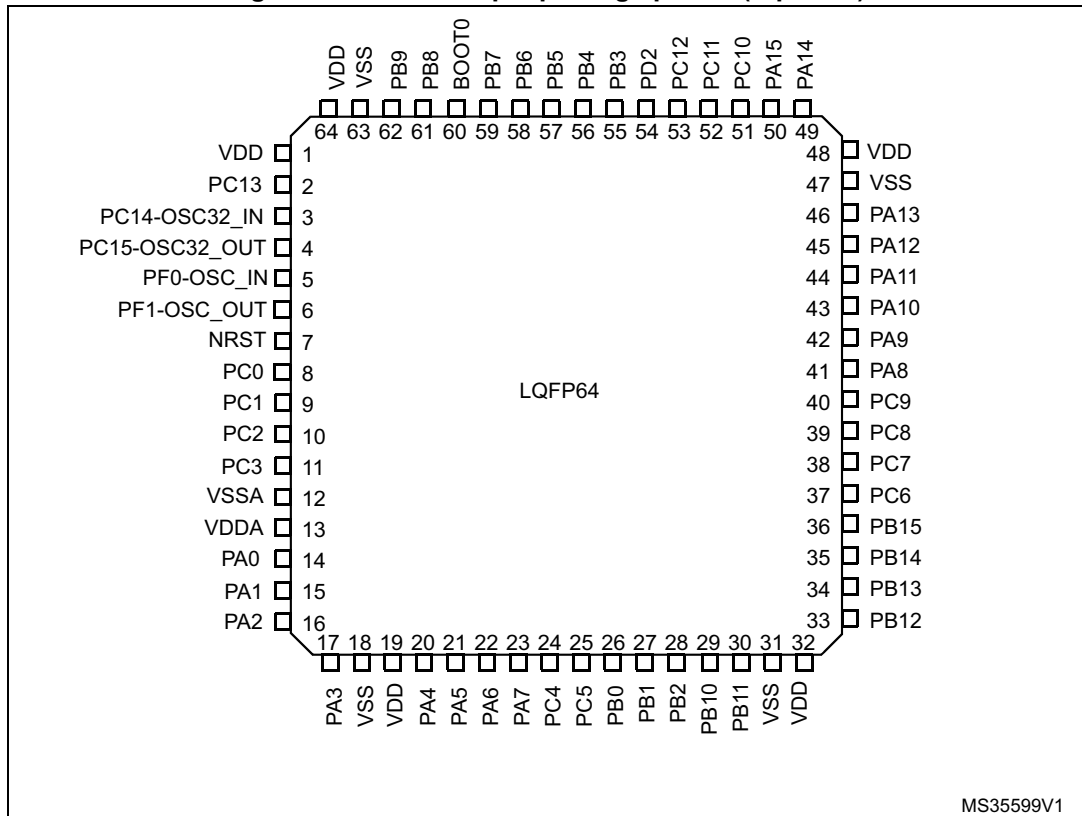 VDD
VSS
PB9
PB8
BOOT0
PB7
PB6
PB5
PB4
PB3
PD2
PC12
PC11
PC10
PA15
PA14
64 63 62 61 60 59 58 57 56 55 54 53 52 51 50 49
VDD 1
PC13 2
PC14-OSC32_IN 3
PC15-OSC32_OUT 4
PF0-OSC_IN 5
PF1-OSC_OUT 6
NRST 7
PC0 8
PC1 9
PC2 10
PC3 11
VSSA 12
VDDA 13
PA0 14
PA1 15
PA2 16
LQFP64
48 VDD
47 VSS
46 PA13
45 PA12
44 PA11
43 PA10
42 PA9
41 PA8
40 PC9
39 PC8
38 PC7
37 PC6
36 PB15
35 PB14
34 PB13
33 PB12
17 18 19 20 21 22 23 24 25 26 27 28 29 30 31 32
PA3
VSS
VDD
PA4
PA5
PA6
PA7
PC4
PC5
PB0
PB1
PB2
PB10
PB11
VSS
VDD
MS35599V1